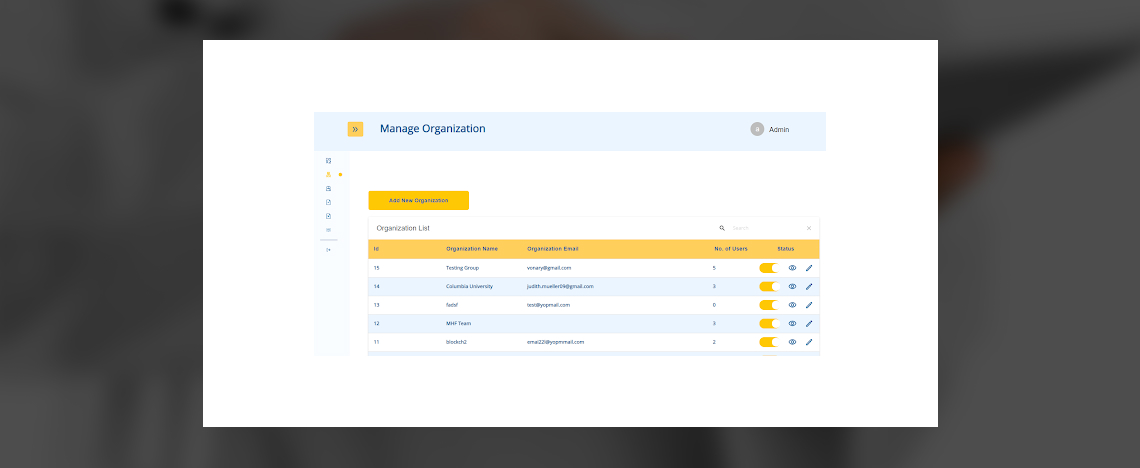 Manage Organization
Admin
Add New Organization
Organization List
Search
Id Organization Name Organization Email No. of Users Status
15 Testing Group vonary@gmail.com 5
14 Columbia University judith.mueller09@gmail.com 3
13 fadsf test@yopmail.com 0
12 MHF Team 3
11 blockch2 emai22i@yopmmail.com 2